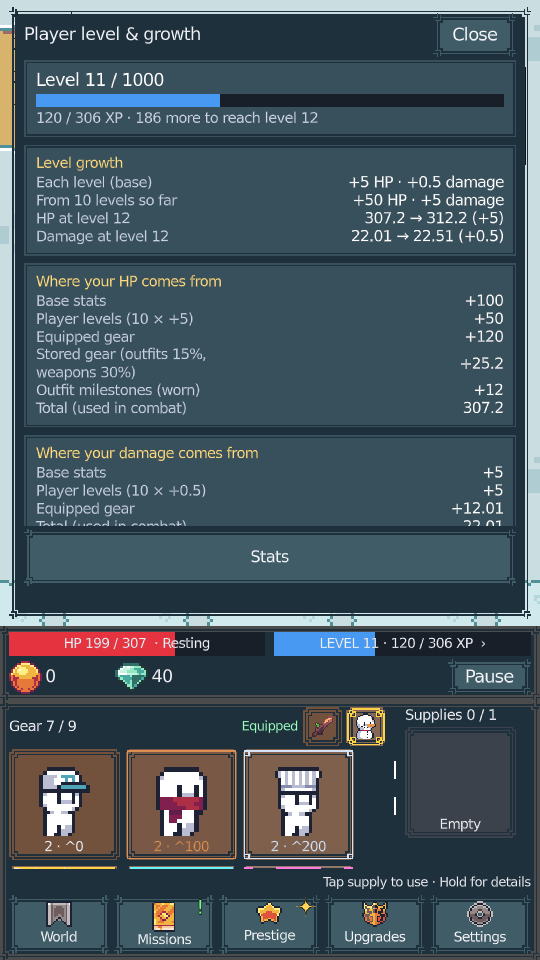 Player level & growth
Close
Level 11 / 1000
120 / 306 XP · 186 more to reach level 12
Level growth
Each level (base) +5 HP · +0.5 damage
From 10 levels so far +50 HP · +5 damage
HP at level 12 307.2 → 312.2 (+5)
Damage at level 12 22.01 → 22.51 (+0.5)
Where your HP comes from
Base stats +100
Player levels (10 × +5) +50
Equipped gear +120
Stored gear (outfits 15%,
weapons 30%) +25.2
Outfit milestones (worn) +12
Total (used in combat) 307.2
Where your damage comes from
Base stats +5
Player levels (10 × +0.5) +5
Equipped gear +12.01
Total (used in combat) 22.01
Stats
HP 199 / 307 · Resting
LEVEL 11 · 120 / 306 XP ›
0
40
Pause
Gear 7 / 9
Equipped
Supplies 0 / 1
2 · ^0
2 · ^100
2 · ^200
Empty
Tap supply to use · Hold for details
World
Missions
Prestige
Upgrades
Settings